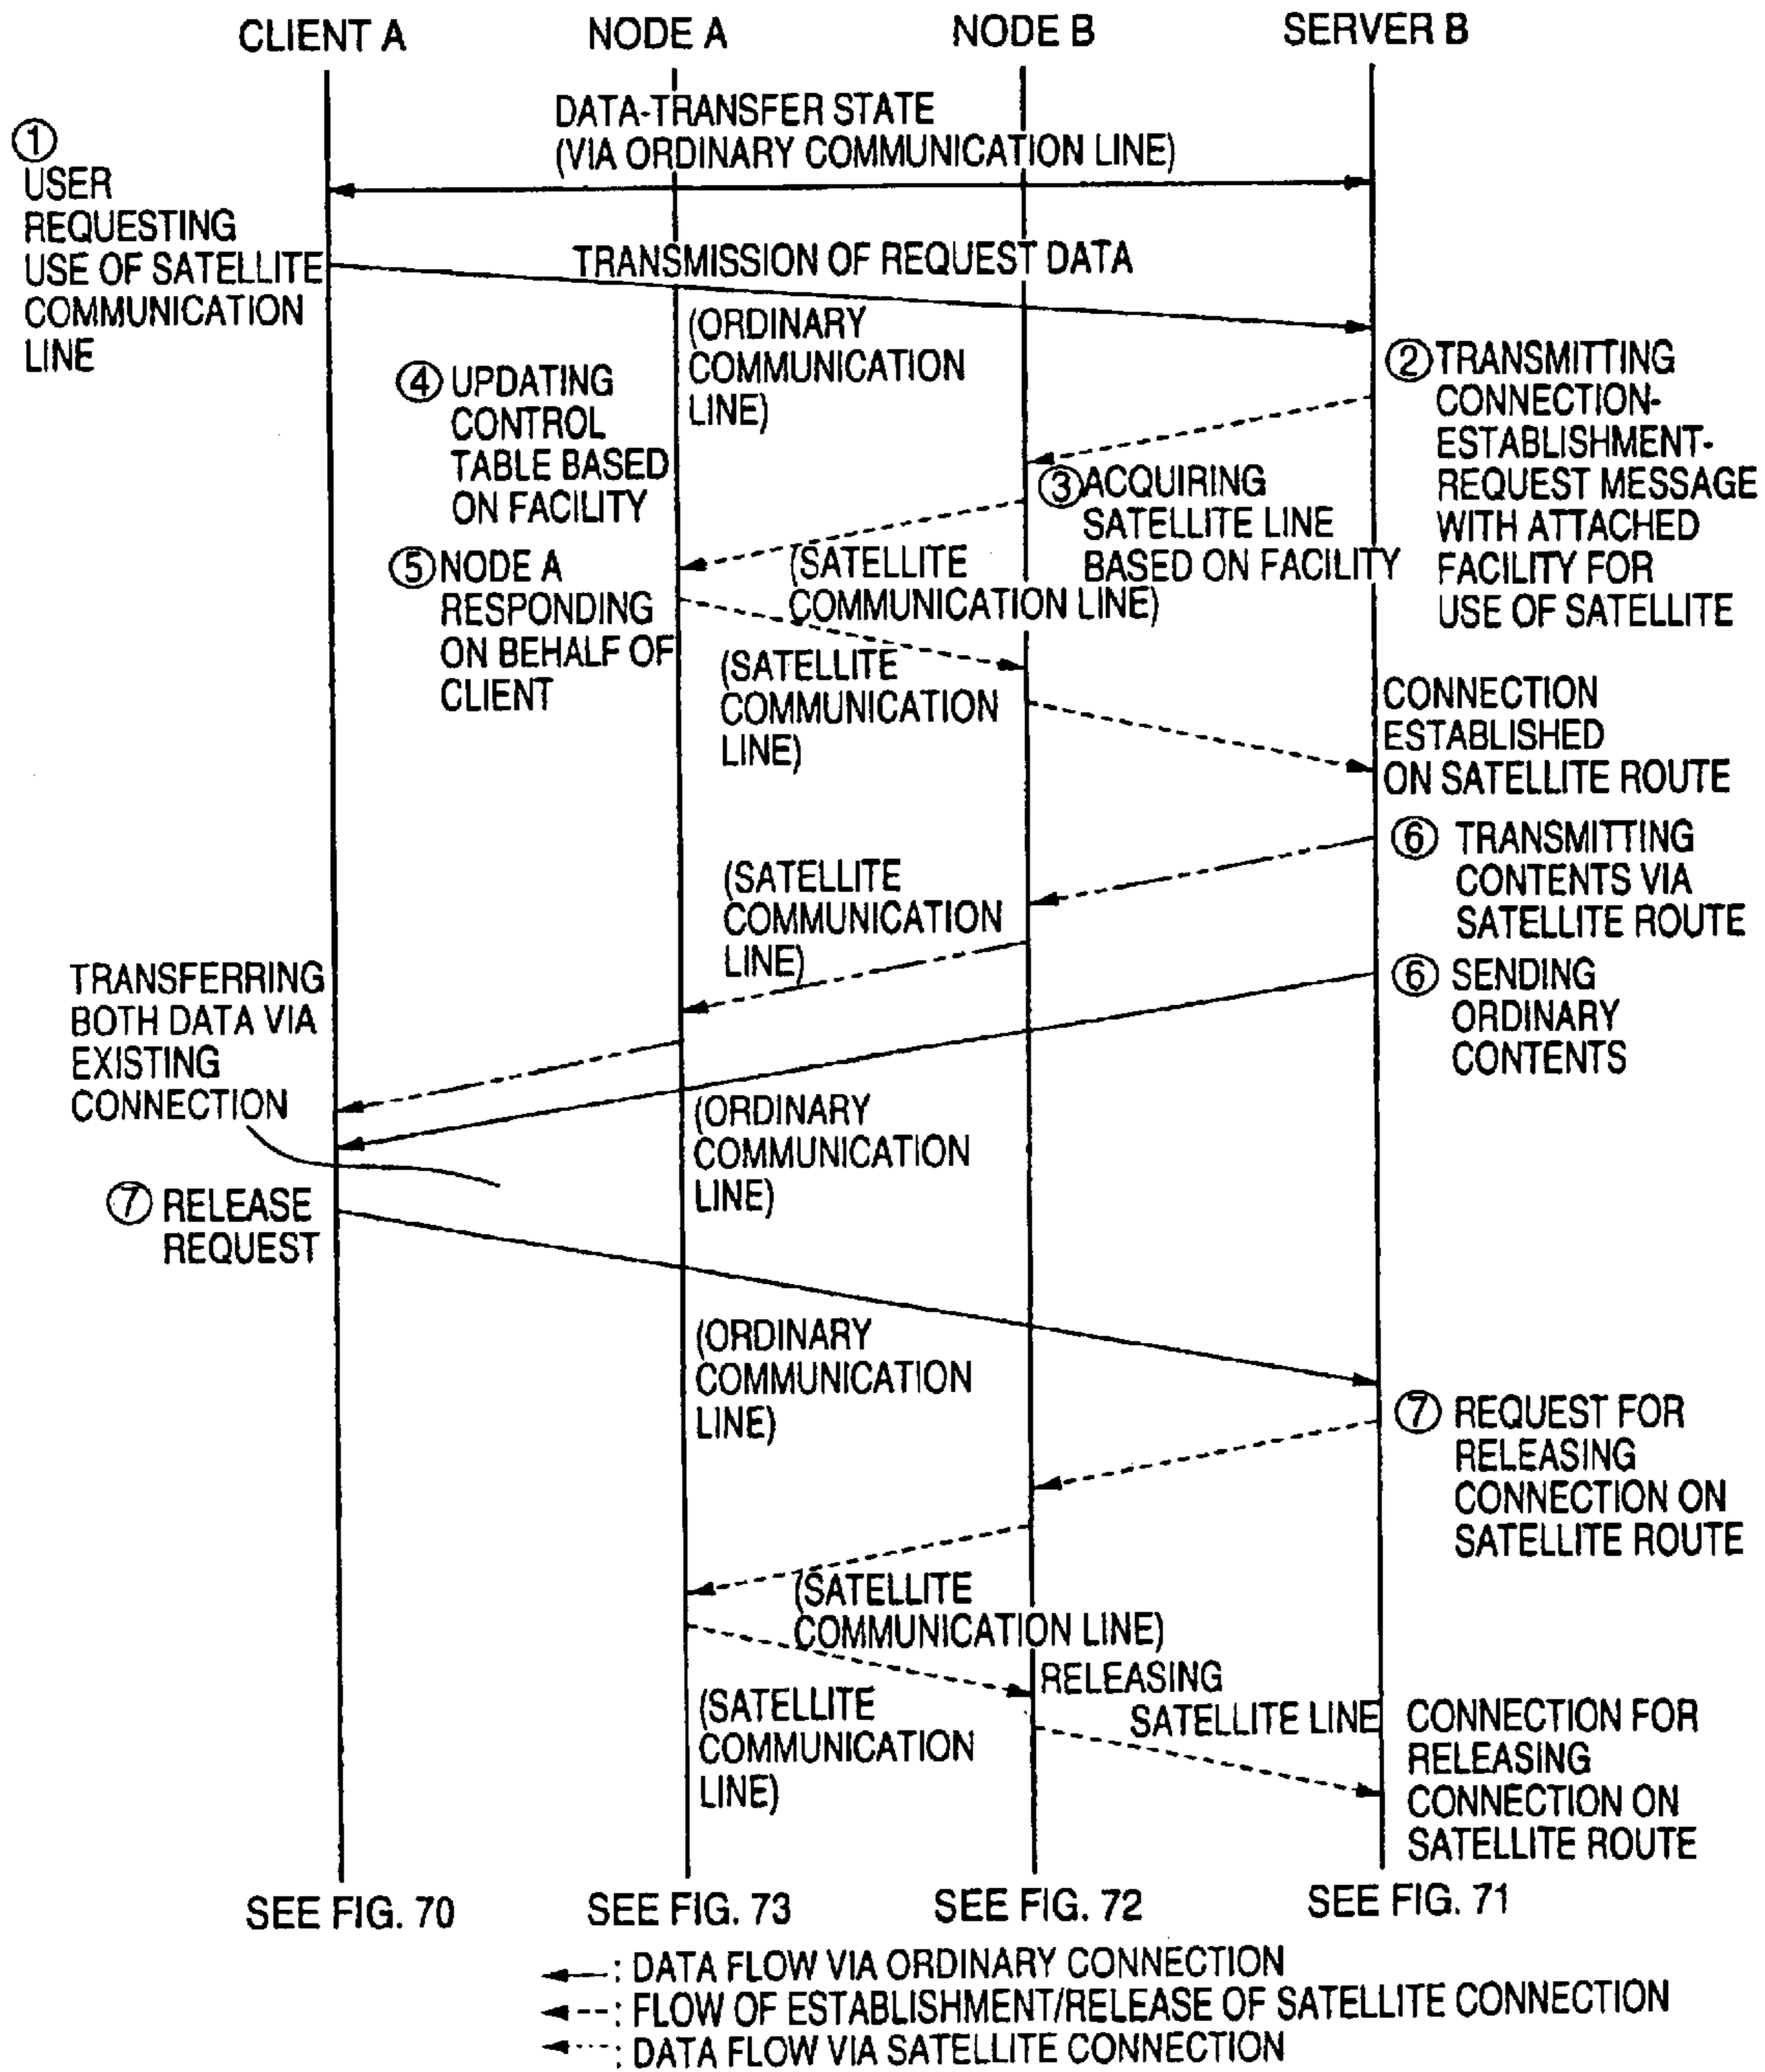 CLIENT A
NODE A
NODE B
SERVER B
DATA-TRANSFER STATE
(VIA ORDINARY COMMUNICATION LINE)
①
USER
REQUESTING
USE OF SATELLITE
COMMUNICATION
LINE
TRANSMISSION OF REQUEST DATA
(ORDINARY
COMMUNICATION
LINE)
② TRANSMITTING
CONNECTION-
ESTABLISHMENT-
REQUEST MESSAGE
WITH ATTACHED
FACILITY FOR
USE OF SATELLITE
③ ACQUIRING
SATELLITE LINE
BASED ON FACILITY
④ UPDATING
CONTROL
TABLE BASED
ON FACILITY
(SATELLITE
COMMUNICATION LINE)
⑤ NODE A
RESPONDING
ON BEHALF OF
CLIENT
(SATELLITE
COMMUNICATION
LINE)
CONNECTION
ESTABLISHED
ON SATELLITE ROUTE
⑥ TRANSMITTING
CONTENTS VIA
SATELLITE ROUTE
(SATELLITE
COMMUNICATION
LINE)
⑥ SENDING
ORDINARY
CONTENTS
TRANSFERRING
BOTH DATA VIA
EXISTING
CONNECTION
(ORDINARY
COMMUNICATION
LINE)
⑦ RELEASE
REQUEST
(ORDINARY
COMMUNICATION
LINE)
⑦ REQUEST FOR
RELEASING
CONNECTION ON
SATELLITE ROUTE
(SATELLITE
COMMUNICATION LINE)
RELEASING
SATELLITE LINE
(SATELLITE
COMMUNICATION
LINE)
CONNECTION FOR
RELEASING
CONNECTION ON
SATELLITE ROUTE
SEE FIG. 70
SEE FIG. 73
SEE FIG. 72
SEE FIG. 71
: DATA FLOW VIA ORDINARY CONNECTION
: FLOW OF ESTABLISHMENT/RELEASE OF SATELLITE CONNECTION
: DATA FLOW VIA SATELLITE CONNECTION